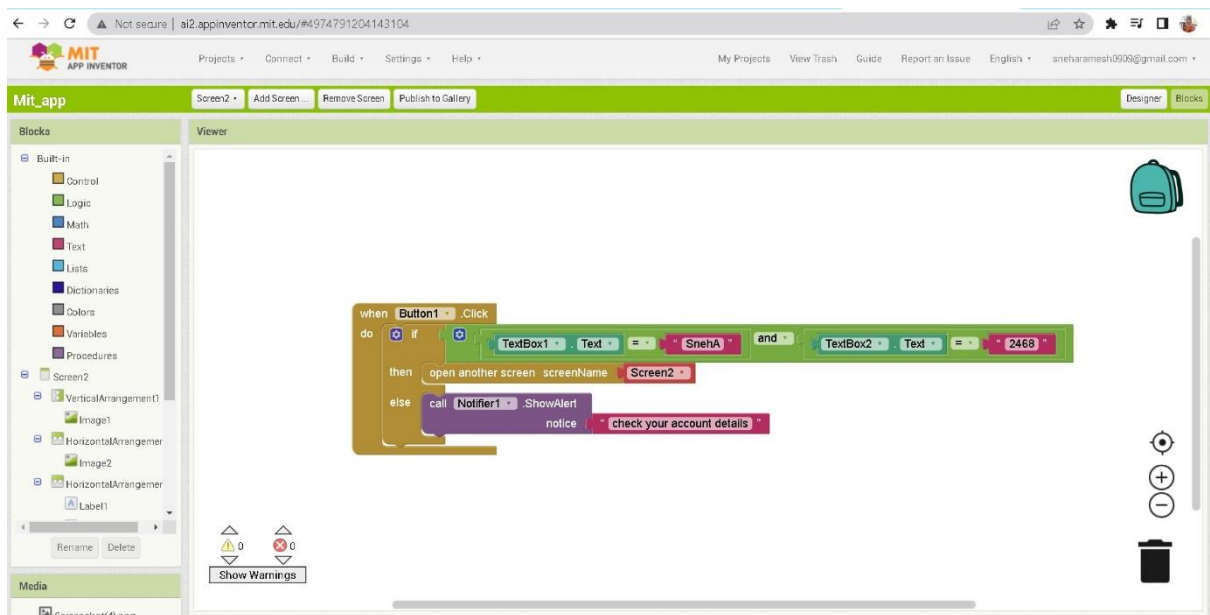 Not secure | ai2.appinventor.mit.edu/#4974791204143104
MIT
APP INVENTOR
Projects Connect Build Settings Help My Projects View Trash Guide Report an Issue English sneharamesh0909@gmail.com
Mit_app Screen2 Add Screen ... Remove Screen Publish to Gallery Designer Blocks
Blocks Viewer
Built-in
Control
Logic
Math
Text
Lists
Dictionaries
Colors
Variables
Procedures
Screen2
VerticalArrangement1
Image1
HorizontalArrangemer
Image2
HorizontalArrangemer
Label1
Rename Delete
Media
when Button1 .Click
do if TextBox1 . Text = " SnehA " and TextBox2 . Text = " 2468 "
then open another screen screenName Screen2
else call Notifier1 .ShowAlert
notice " check your account details "
0 0
Show Warnings